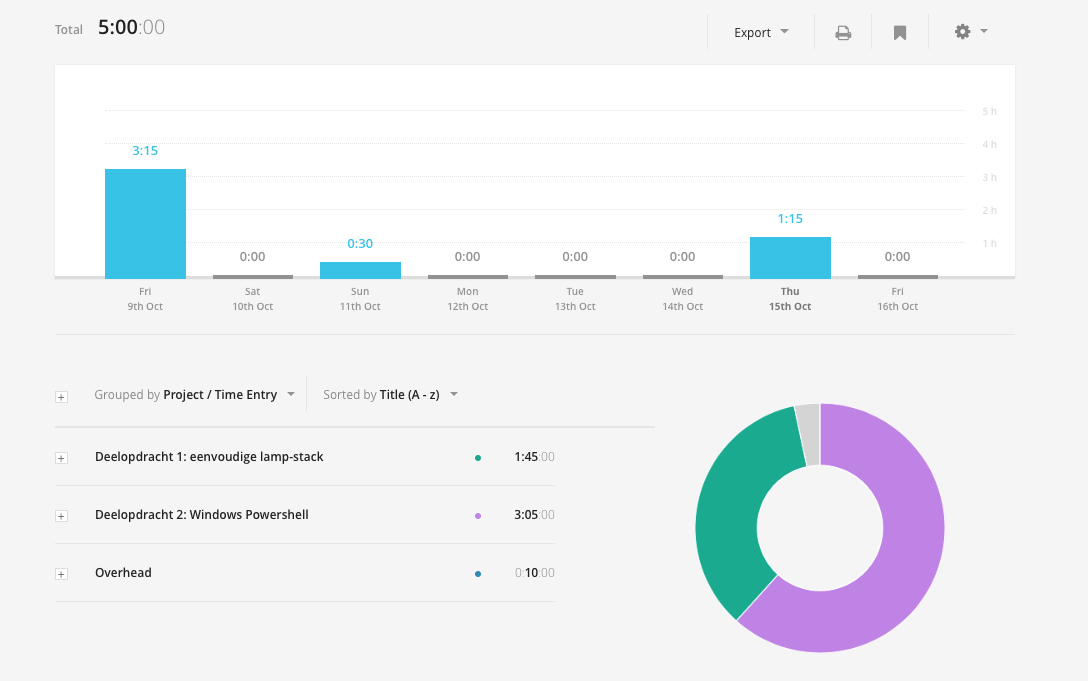 Total 5:00:00
Export
5 h
4 h
3:15
3 h
2 h
1:15
0:30
1 h
0:00
0:00
0:00
0:00
0:00
Fri Sat Sun Mon Tue Wed Thu Fri
9th Oct 10th Oct 11th Oct 12th Oct 13th Oct 14th Oct 15th Oct 16th Oct
Grouped by Project / Time Entry Sorted by Title (A - z)
Deelopdracht 1: eenvoudige lamp-stack 1:45:00
Deelopdracht 2: Windows Powershell 3:05:00
Overhead 0:10:00